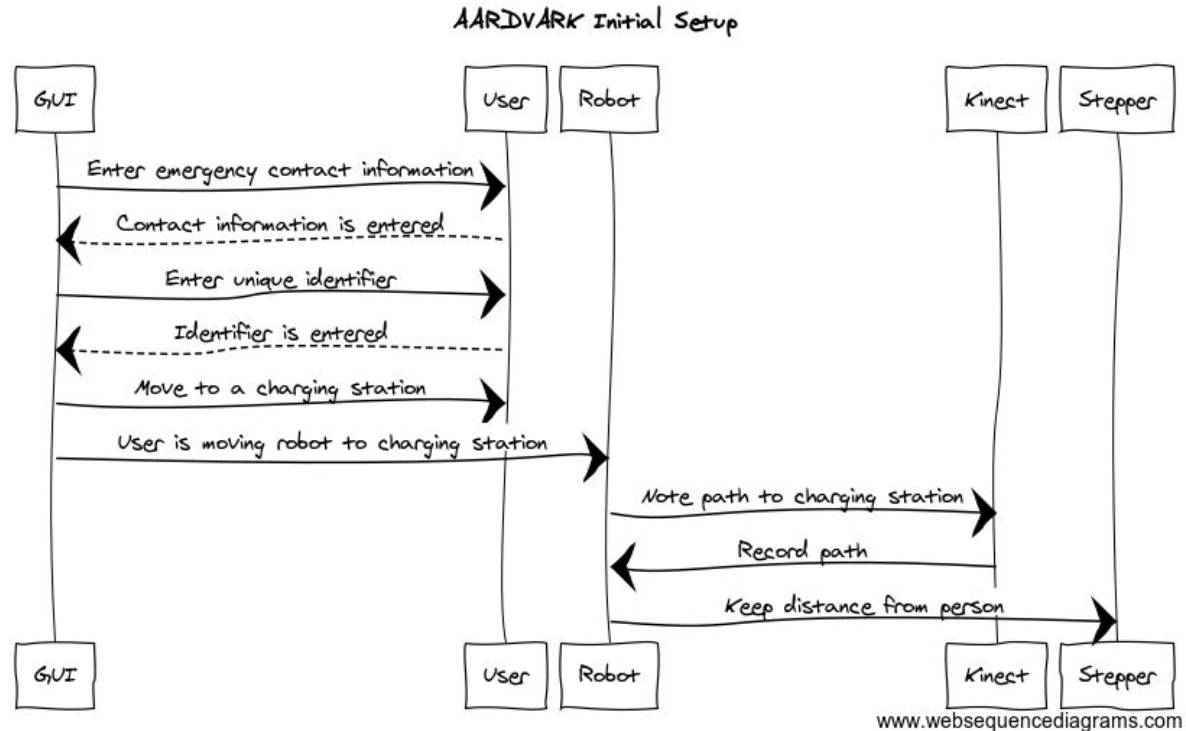 AARDVARK Initial Setup
GUI
User
Robot
Kinect
Stepper
Enter emergency contact information
Contact information is entered
Enter unique identifier
Identifier is entered
Move to a charging station
User is moving robot to charging station
Note path to charging station
Record path
Keep distance from person
GUI
User
Robot
Kinect
Stepper
www.websequencediagrams.com